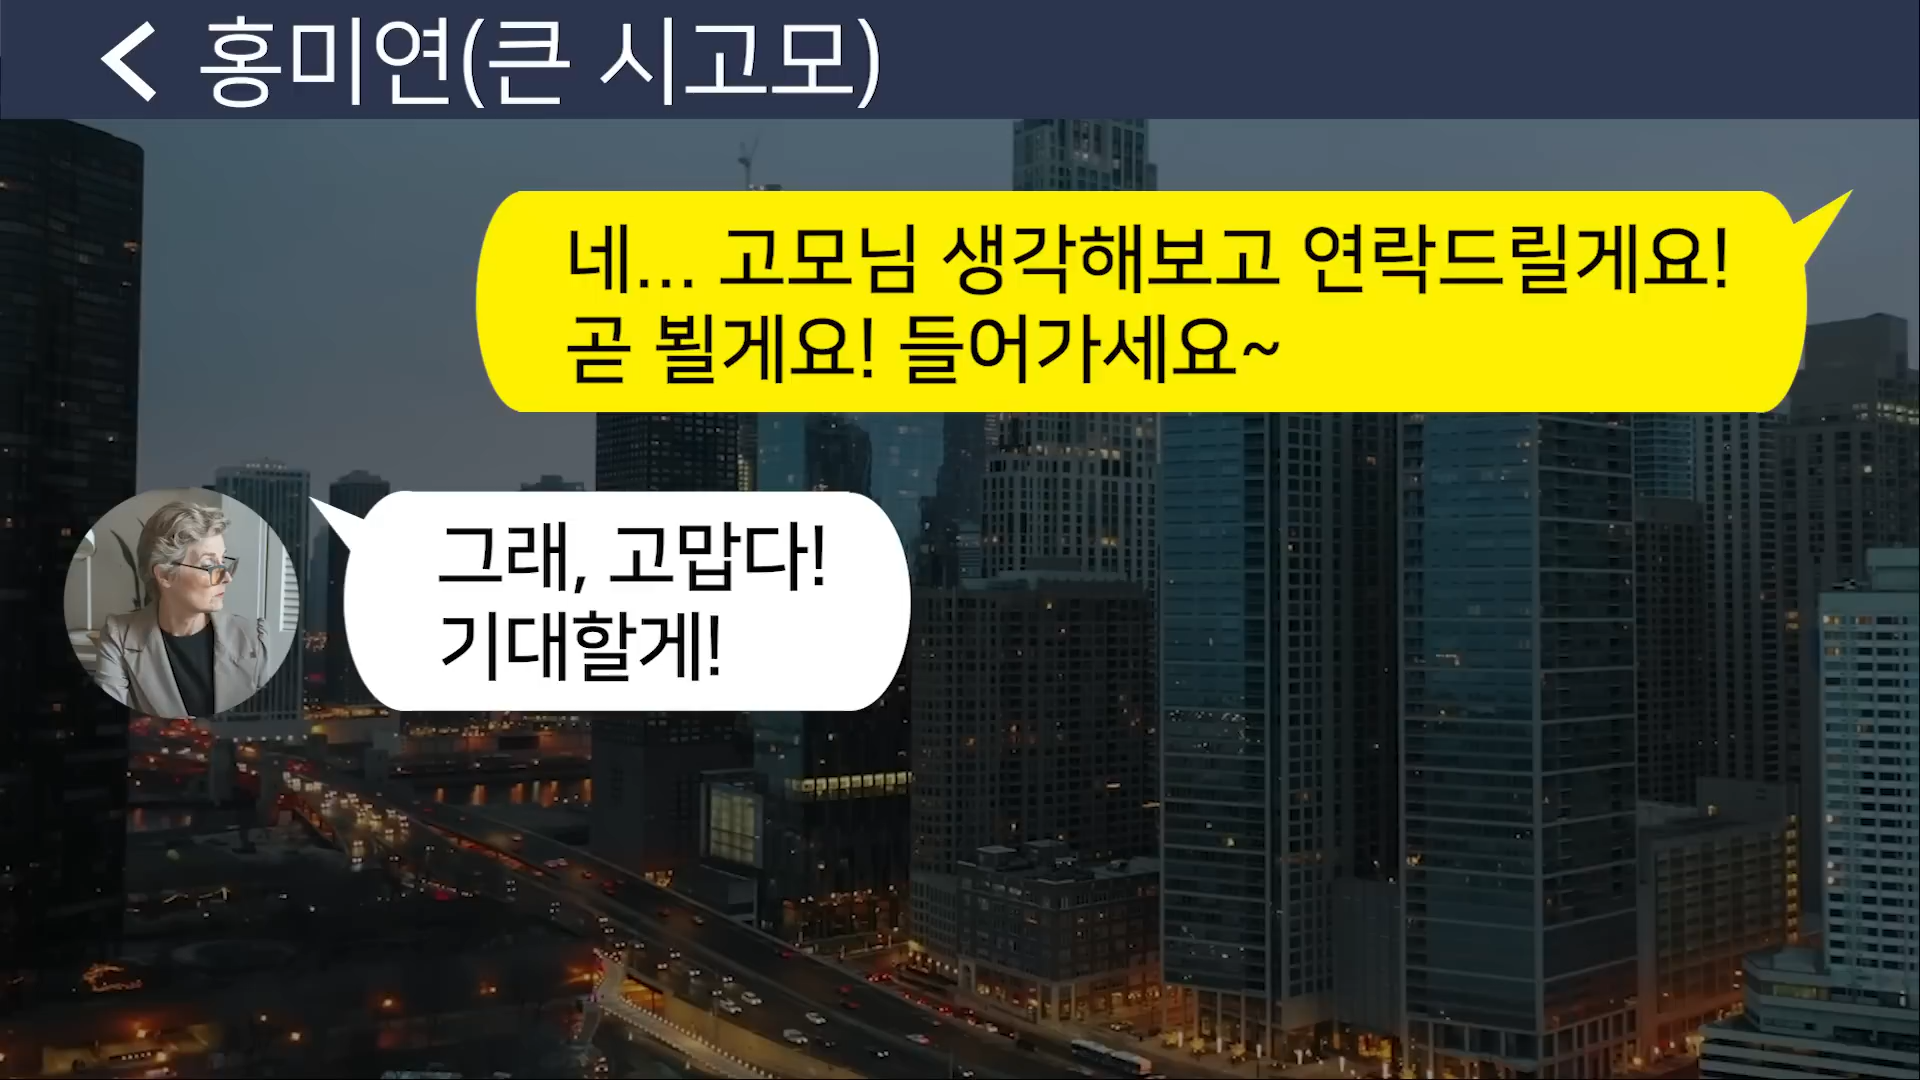 홍미연(큰 시고모)
네... 고모님 생각해보고 연락드릴게요!
곧 뵐게요! 들어가세요~
그래, 고맙다!
기대할게!